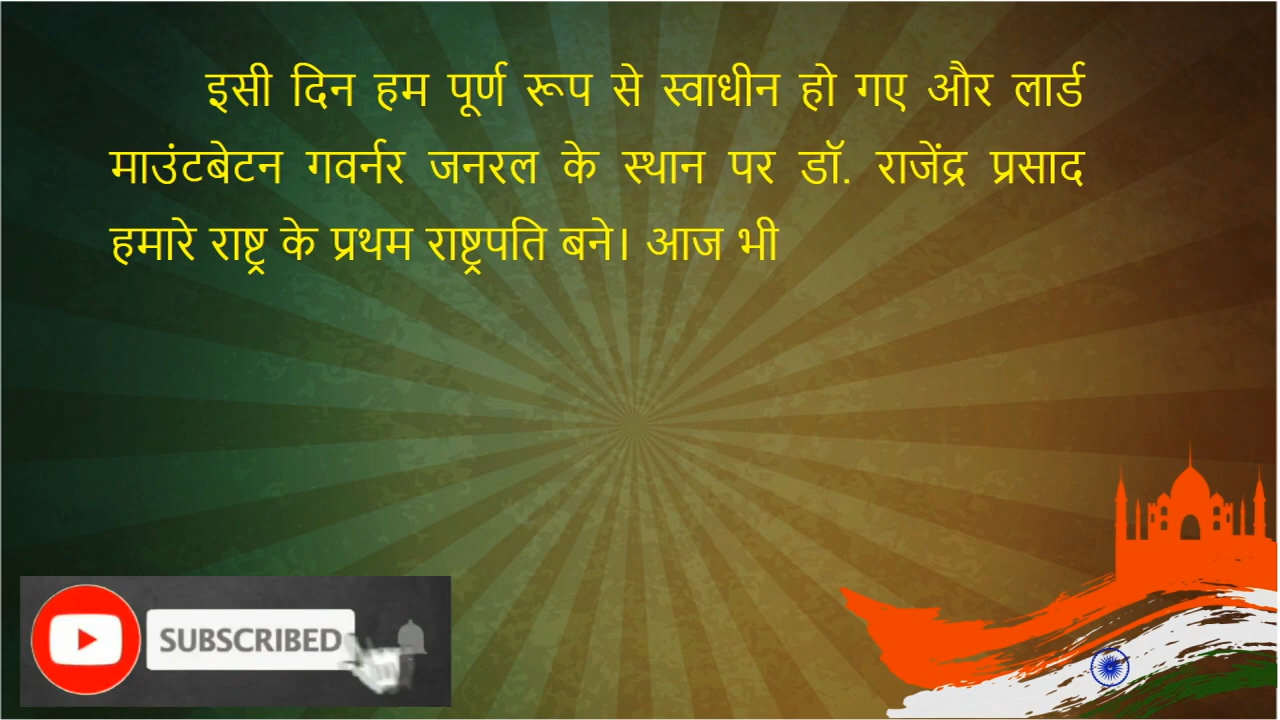 इसी दिन हम पूर्ण रूप से स्वाधीन हो गए और लार्ड
माउंटबेटन गवर्नर जनरल के स्थान पर डॉ. राजेंद्र प्रसाद
हमारे राष्ट्र के प्रथम राष्ट्रपति बने। आज भी
SUBSCRIBED